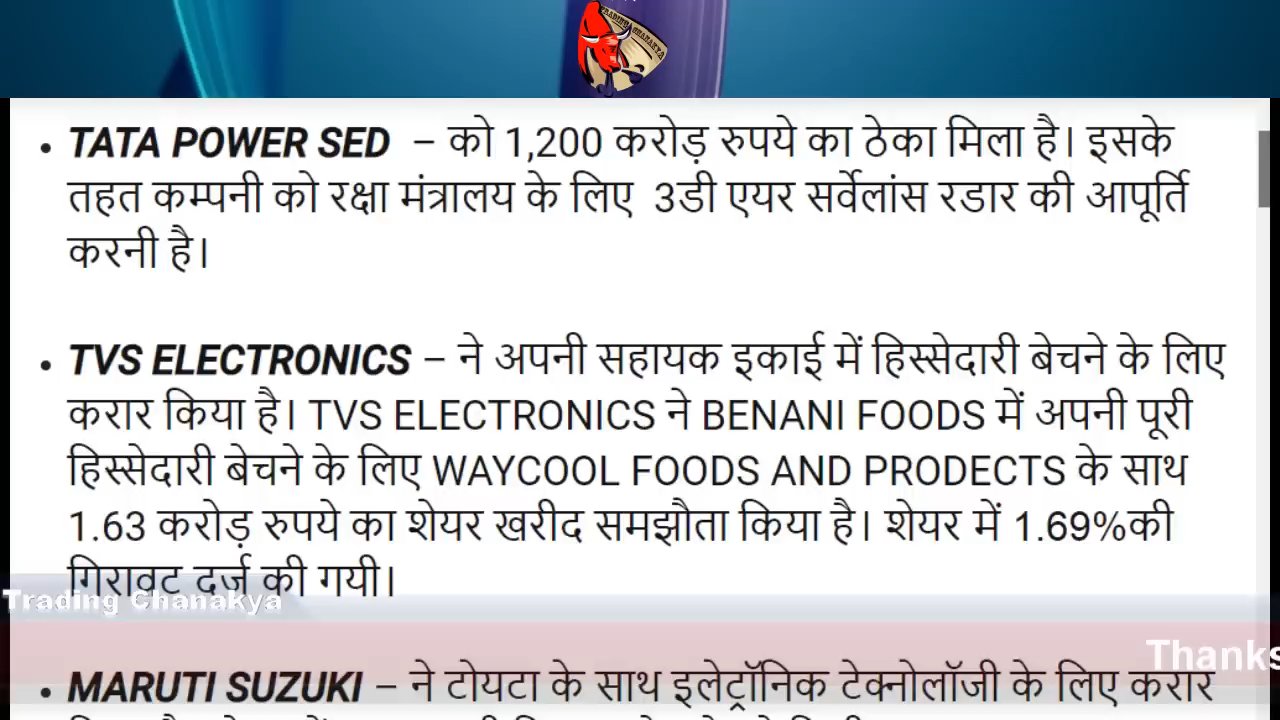 TRADING CHANAKYA
• TATA POWER SED – को 1,200 करोड़ रुपये का ठेका मिला है। इसके
तहत कम्पनी को रक्षा मंत्रालय के लिए 3डी एयर सर्वेलांस रडार की आपूर्ति
करनी है।
• TVS ELECTRONICS – ने अपनी सहायक इकाई में हिस्सेदारी बेचने के लिए
करार किया है। TVS ELECTRONICS ने BENANI FOODS में अपनी पूरी
हिस्सेदारी बेचने के लिए WAYCOOL FOODS AND PRODECTS के साथ
1.63 करोड़ रुपये का शेयर खरीद समझौता किया है। शेयर में 1.69%की
गिरावट दर्ज की गयी।
Trading Chanakya
Thanks
• MARUTI SUZUKI – ने टोयटा के साथ इलेट्रॉनिक टेक्नोलॉजी के लिए करार